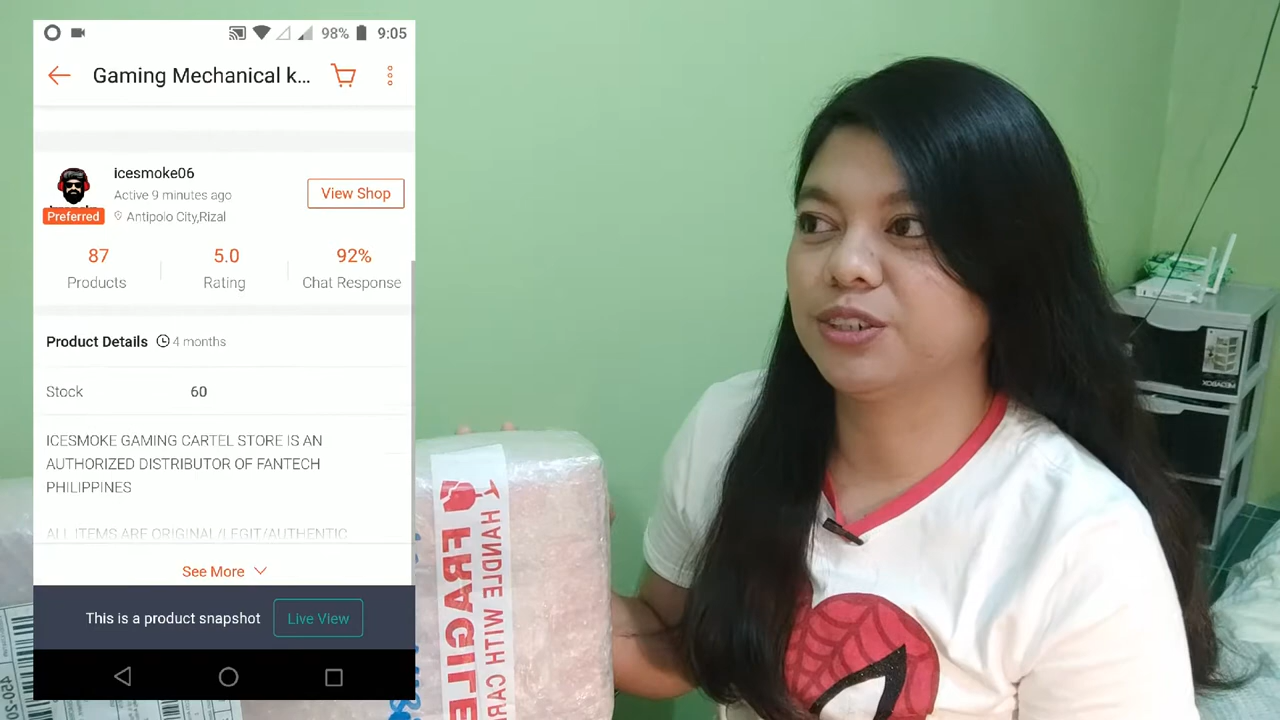 98% 9:05
Gaming Mechanical k...
icesmoke06
Active 9 minutes ago
View Shop
Preferred
Antipolo City,Rizal
87
5.0
92%
Products
Rating
Chat Response
Product Details 4 months
Stock 60
ICESMOKE GAMING CARTEL STORE IS AN
AUTHORIZED DISTRIBUTOR OF FANTECH
PHILIPPINES
ALL ITEMS ARE ORIGINAL/LEGIT/AUTHENTIC
See More
This is a product snapshot
Live View
FRAGILE
HANDLE WITH CAR
MEGABOX